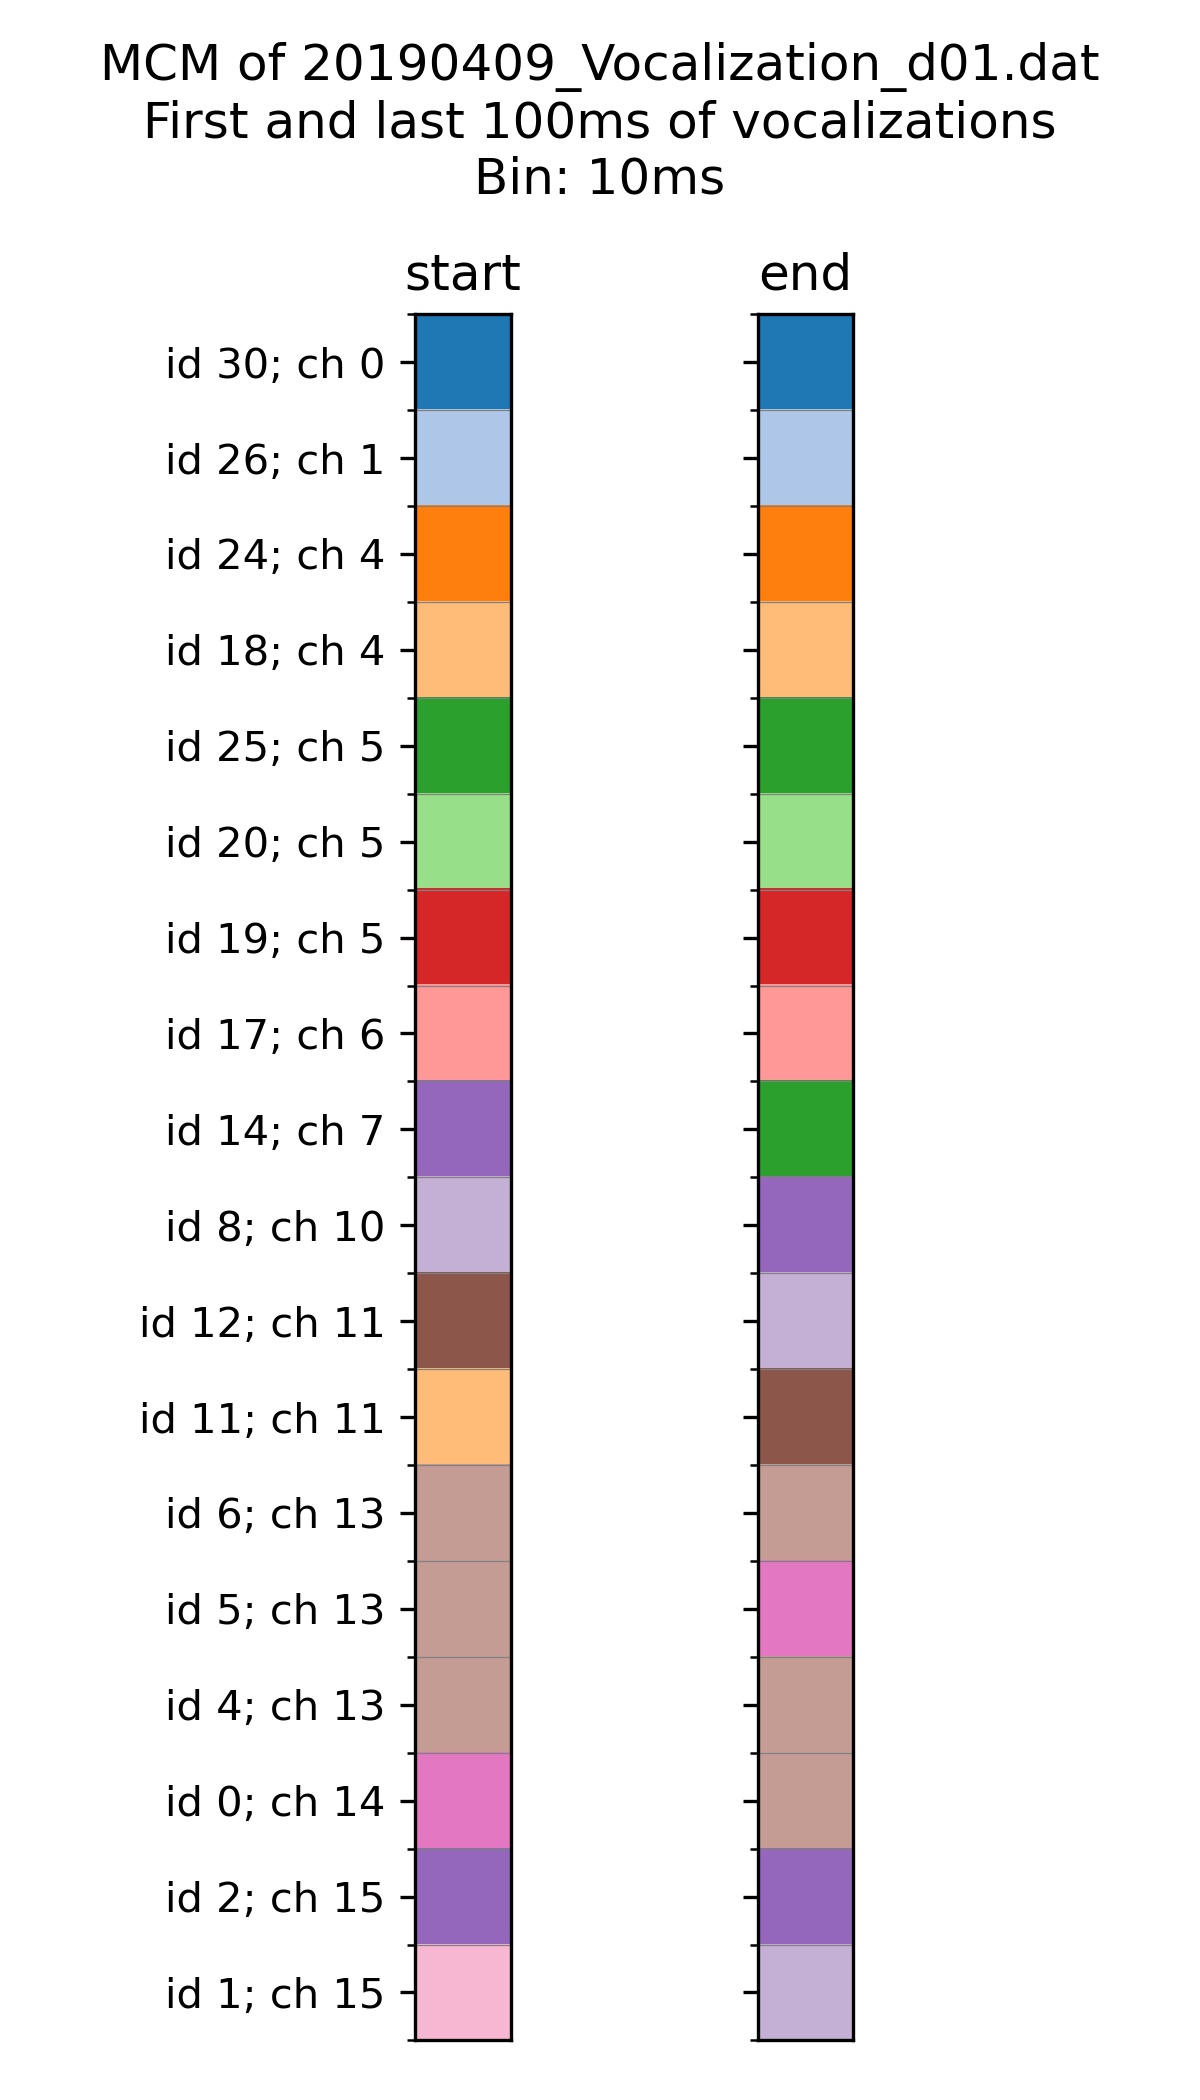 MCM of 20190409_Vocalization_d01.dat
First and last 100ms of vocalizations
Bin: 10ms
start end
id 30; ch 0
id 26; ch 1
id 24; ch 4
id 18; ch 4
id 25; ch 5
id 20; ch 5
id 19; ch 5
id 17; ch 6
id 14; ch 7
id 8; ch 10
id 12; ch 11
id 11; ch 11
id 6; ch 13
id 5; ch 13
id 4; ch 13
id 0; ch 14
id 2; ch 15
id 1; ch 15